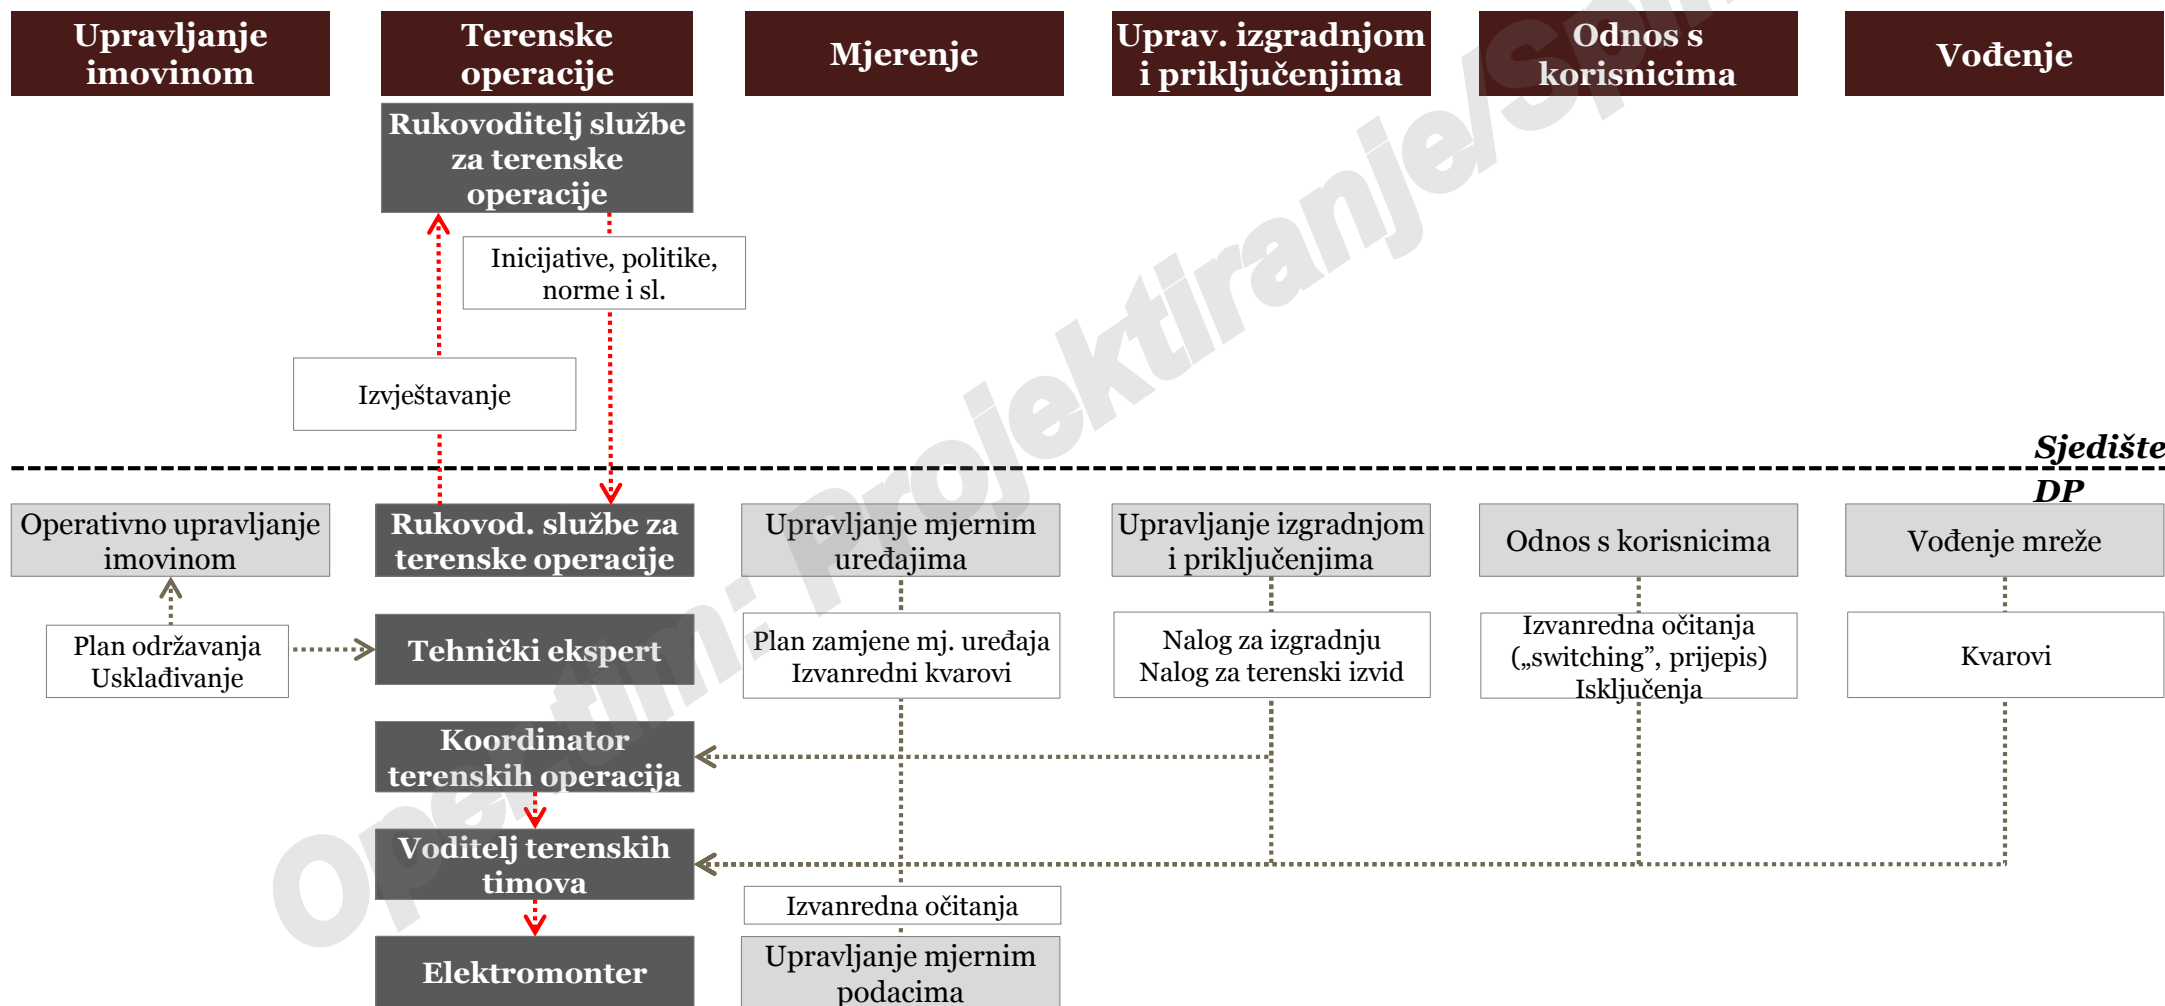 Upravljanje
imovinom
Terenske
operacije
Mjerenje
Uprav. izgradnjom
i priključenjima
Odnos s
korisnicima
Vođenje
Rukovoditelj službe
za terenske
operacije
Inicijative, politike,
norme i sl.
Izvještavanje
Sjedište
DP
Operativno upravljanje
imovinom
Rukovod. službe za
terenske operacije
Upravljanje mjernim
uređajima
Upravljanje izgradnjom
i priključenjima
Odnos s korisnicima
Vođenje mreže
Plan održavanja
Usklađivanje
Tehnički ekspert
Plan zamjene mj. uređaja
Izvanredni kvarovi
Nalog za izgradnju
Nalog za terenski izvid
Izvanredna očitanja
(„switching”, prijepis)
Isključenja
Kvarovi
Koordinator
terenskih operacija
Voditelj terenskih
timova
Izvanredna očitanja
Elektromonter
Upravljanje mjernim
podacima
Opektim: Projektiranje/